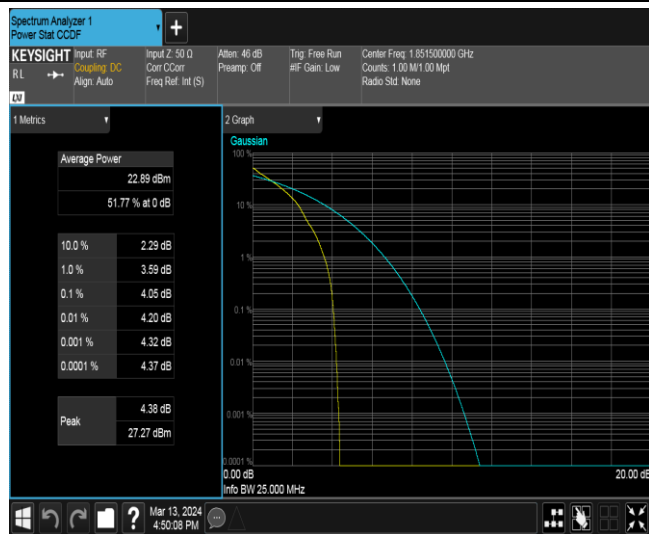 Spectrum Analyzer 1
Power Stat CCDF
+
KEYSIGHT
RL
LXI
Input: RF
Coupling: DC
Align: Auto
Input Z: 50 Ω
Corr CCorr
Freq Ref: Int (S)
Atten: 46 dB
Preamp: Off
Trig: Free Run
#IF Gain: Low
Center Freq: 1.851500000 GHz
Counts: 1.00 M/1.00 Mpt
Radio Std: None
1 Metrics
Average Power
22.89 dBm
51.77 % at 0 dB
10.0 % 2.29 dB
1.0 % 3.59 dB
0.1 % 4.05 dB
0.01 % 4.20 dB
0.001 % 4.32 dB
0.0001 % 4.37 dB
Peak
4.38 dB
27.27 dBm
2 Graph
Gaussian
100 %
10 %
1 %
0.1 %
0.01 %
0.001 %
0.0001 %
0.00 dB
20.00 dB
Info BW 25.000 MHz
?
Mar 13, 2024
4:50:08 PM